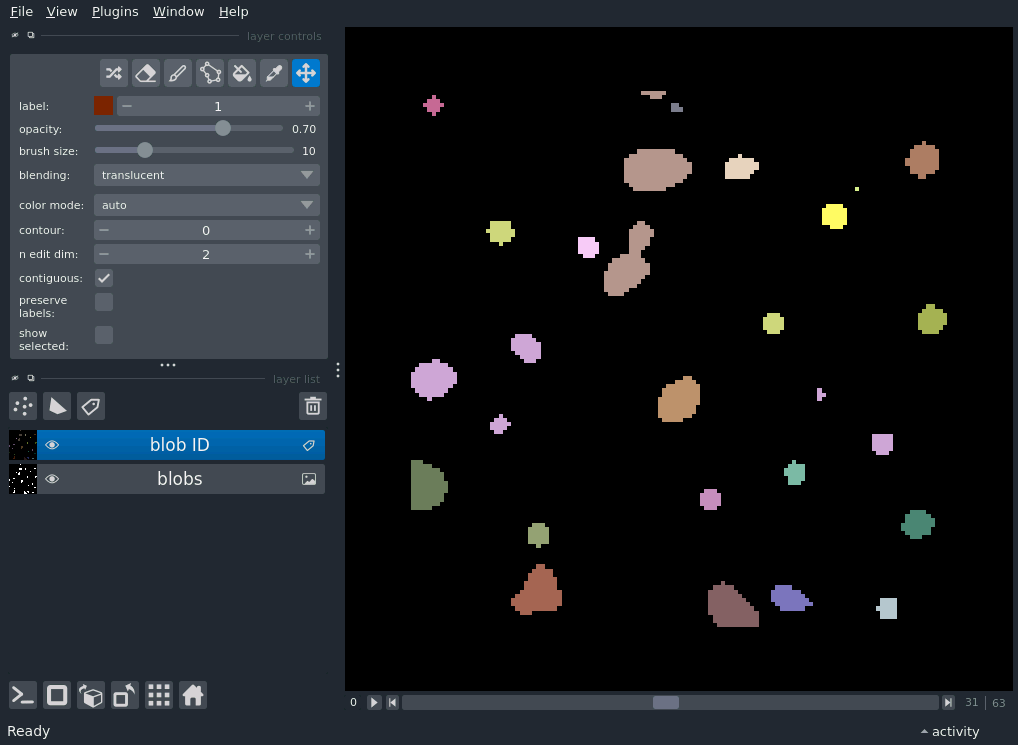 File View Plugins Window Help
layer controls
label: 1
opacity: 0.70
brush size: 10
blending: translucent
color mode: auto
contour: 0
n edit dim: 2
contiguous:
preserve
labels:
show
selected:
layer list
blob ID
blobs
0 31 | 63
Ready activity